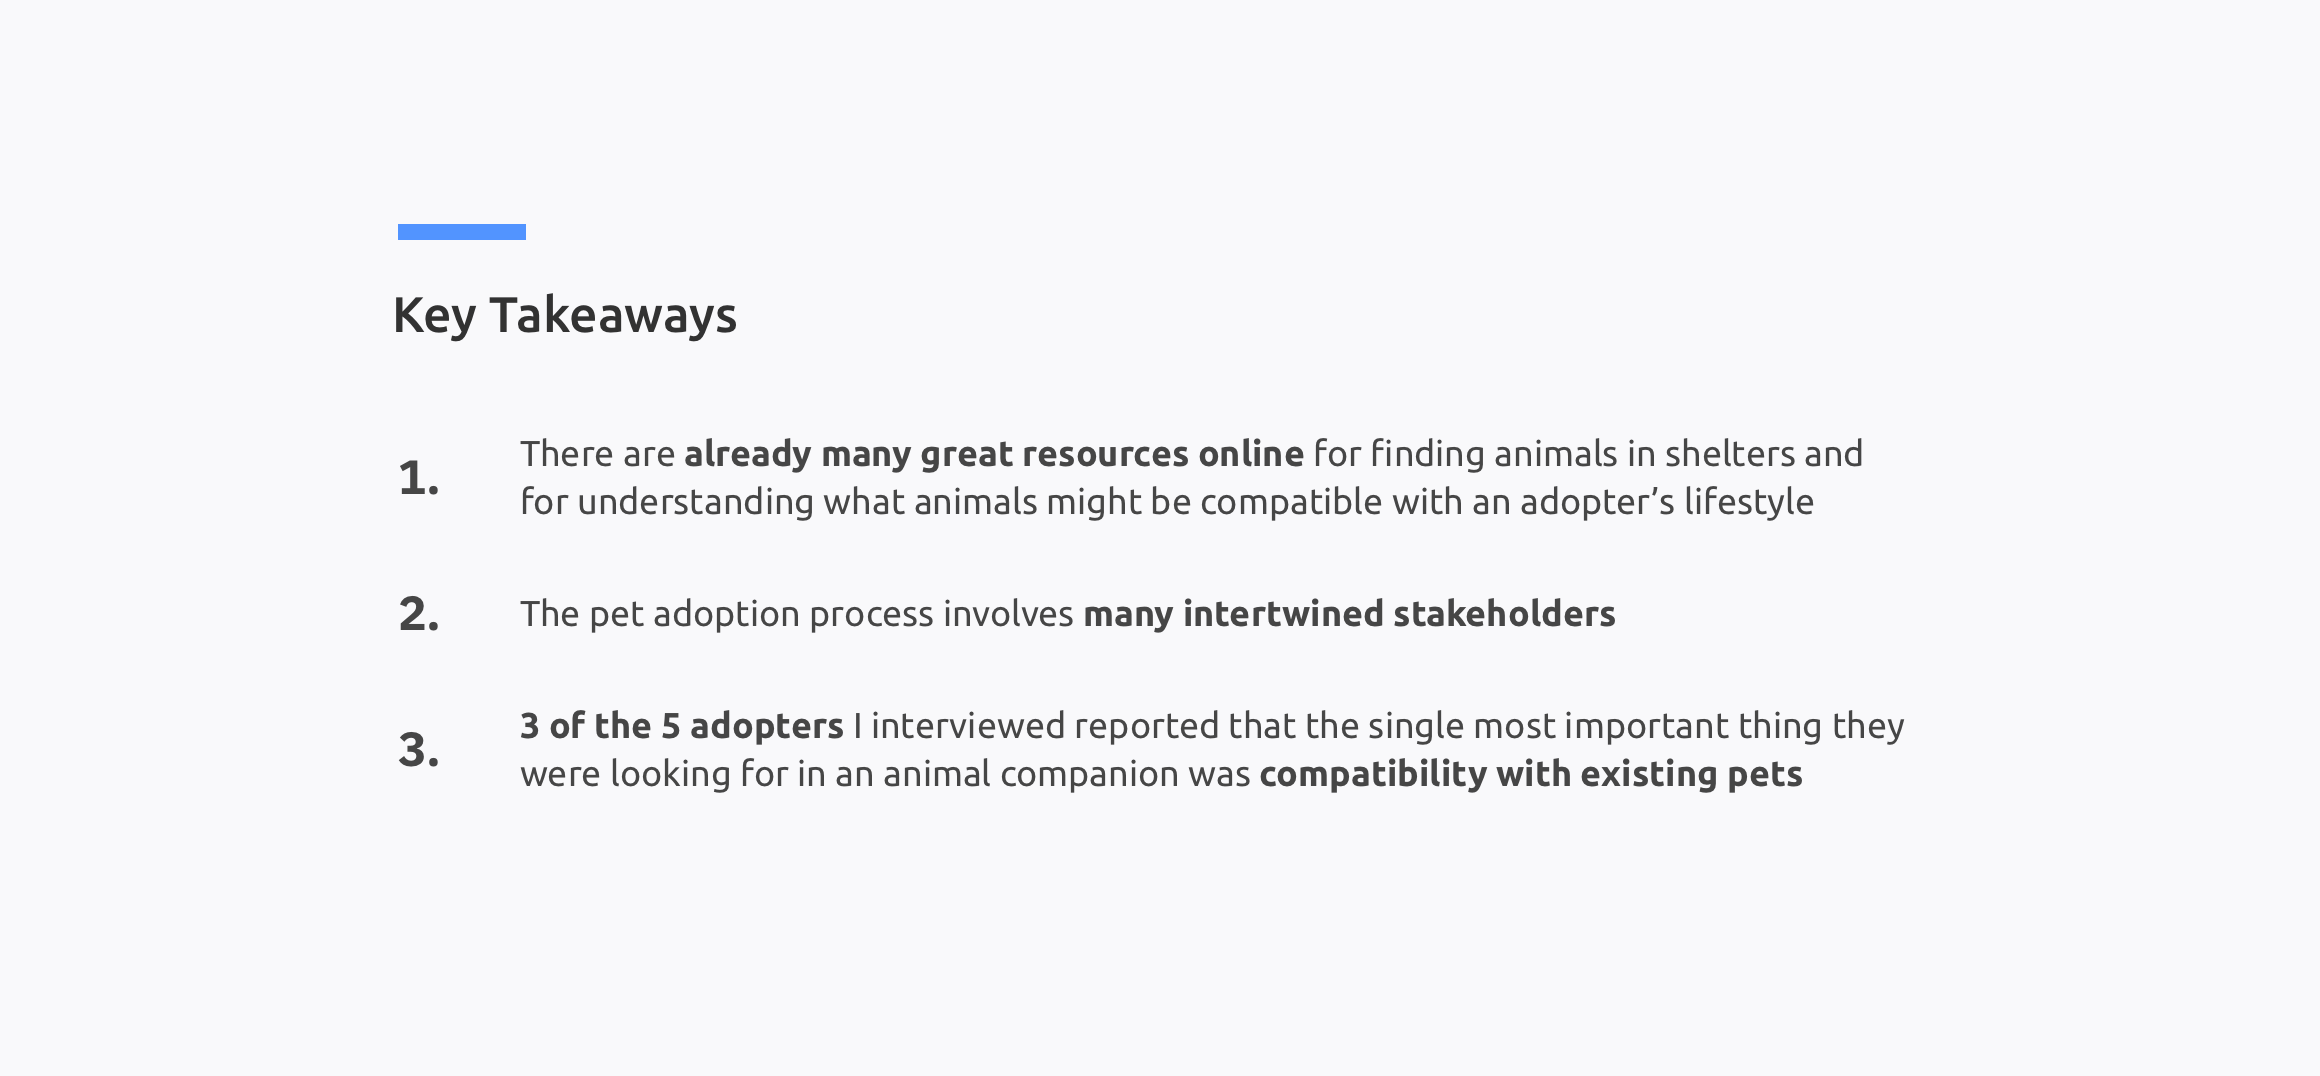 Key Takeaways
1.
There are already many great resources online for finding animals in shelters and
for understanding what animals might be compatible with an adopter’s lifestyle
2.
The pet adoption process involves many intertwined stakeholders
3.
3 of the 5 adopters I interviewed reported that the single most important thing they
were looking for in an animal companion was compatibility with existing pets